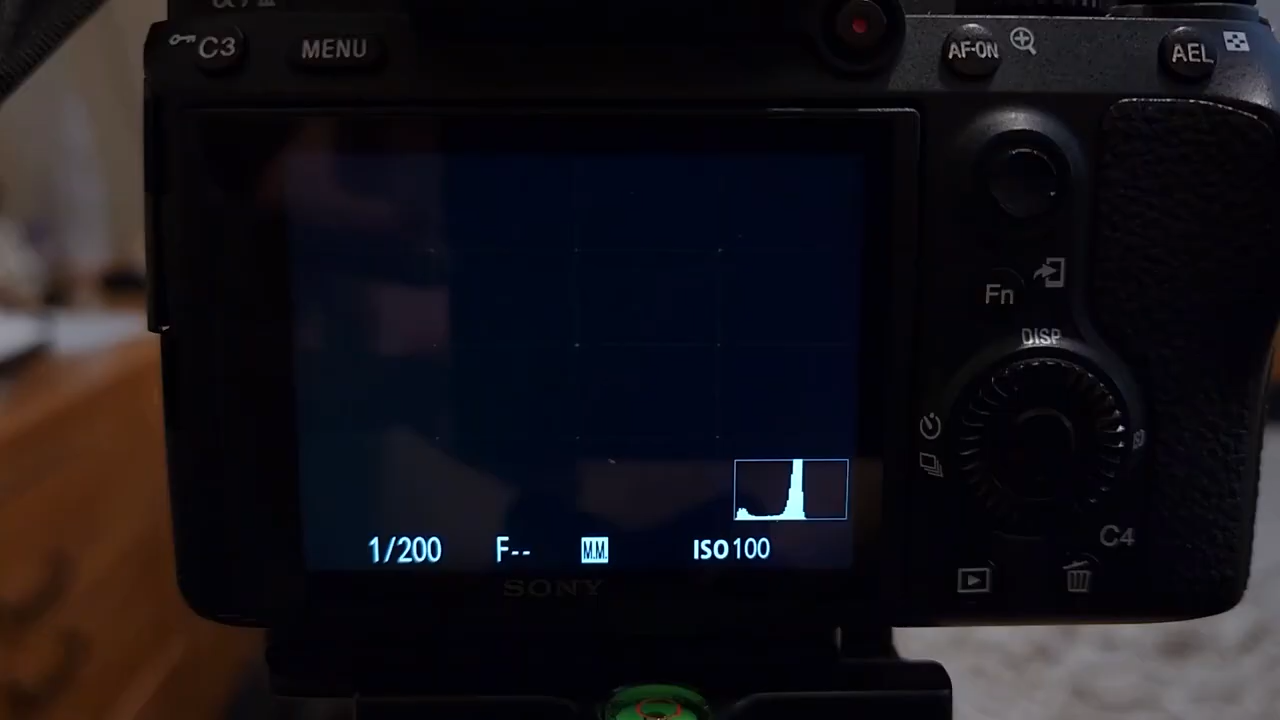 C3 MENU AF-ON AEL
Fn
DISP
1/200 F-- M.M. ISO 100
SONY
C4